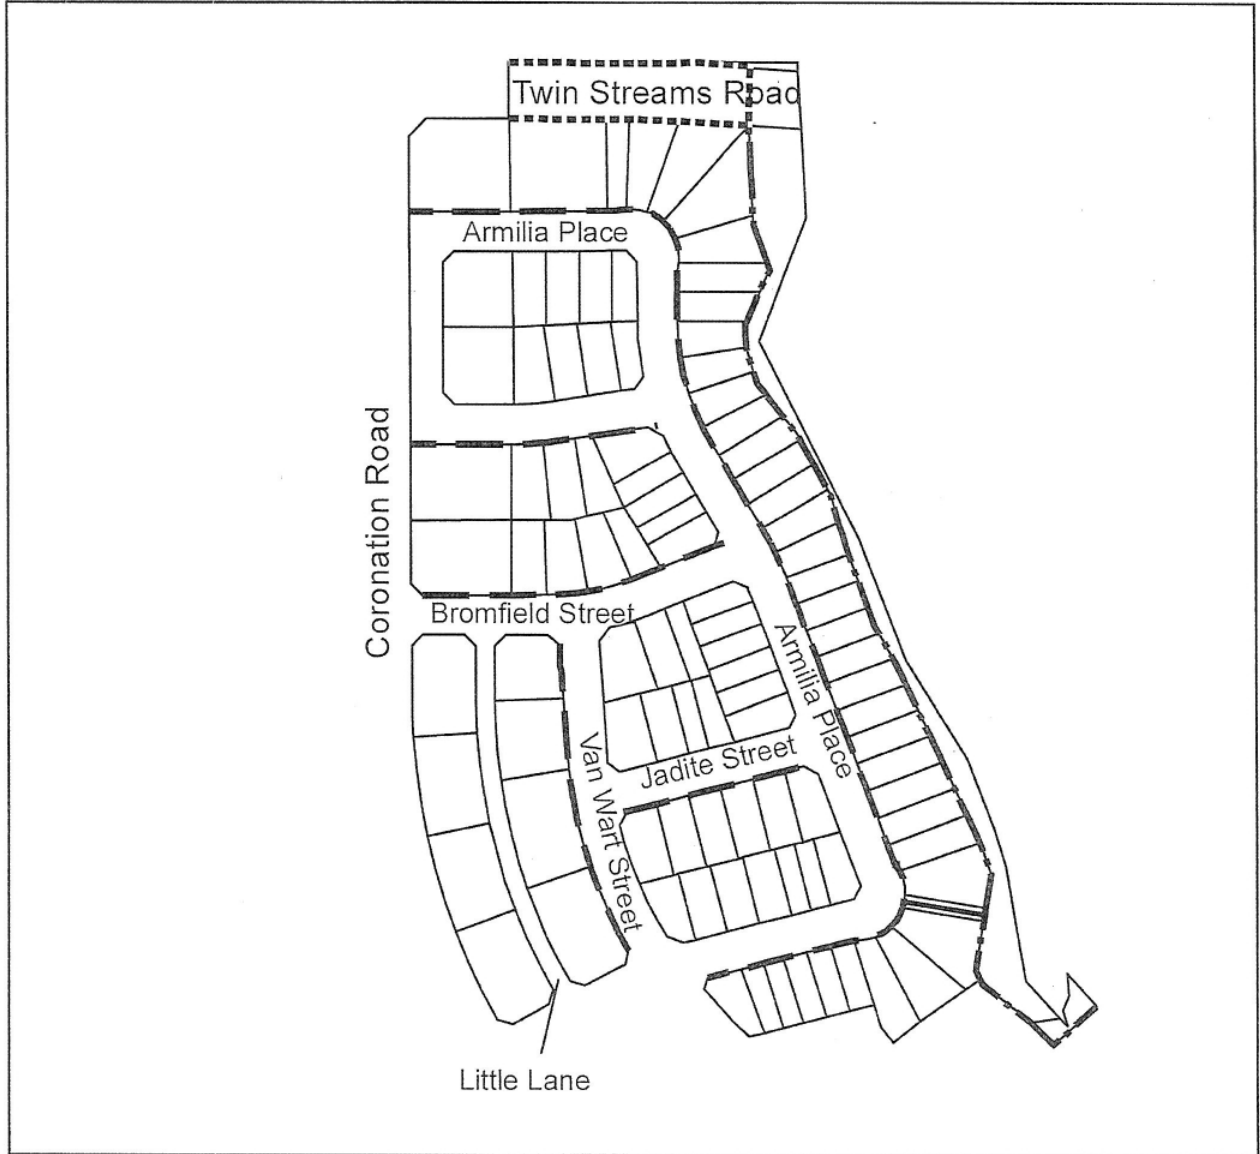 Twin Streams Road
Armilia Place
Coronation Road
Bromfield Street
Armilia Place
Van Wart Street
Jadite Street
Little Lane